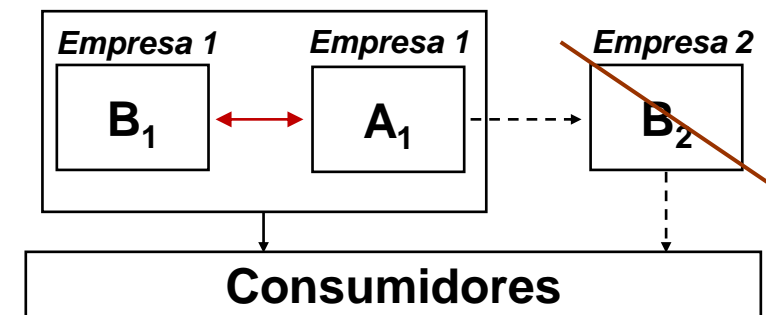 Empresa 1 Empresa 1 Empresa 2
B₁ A₁ B₂
Consumidores